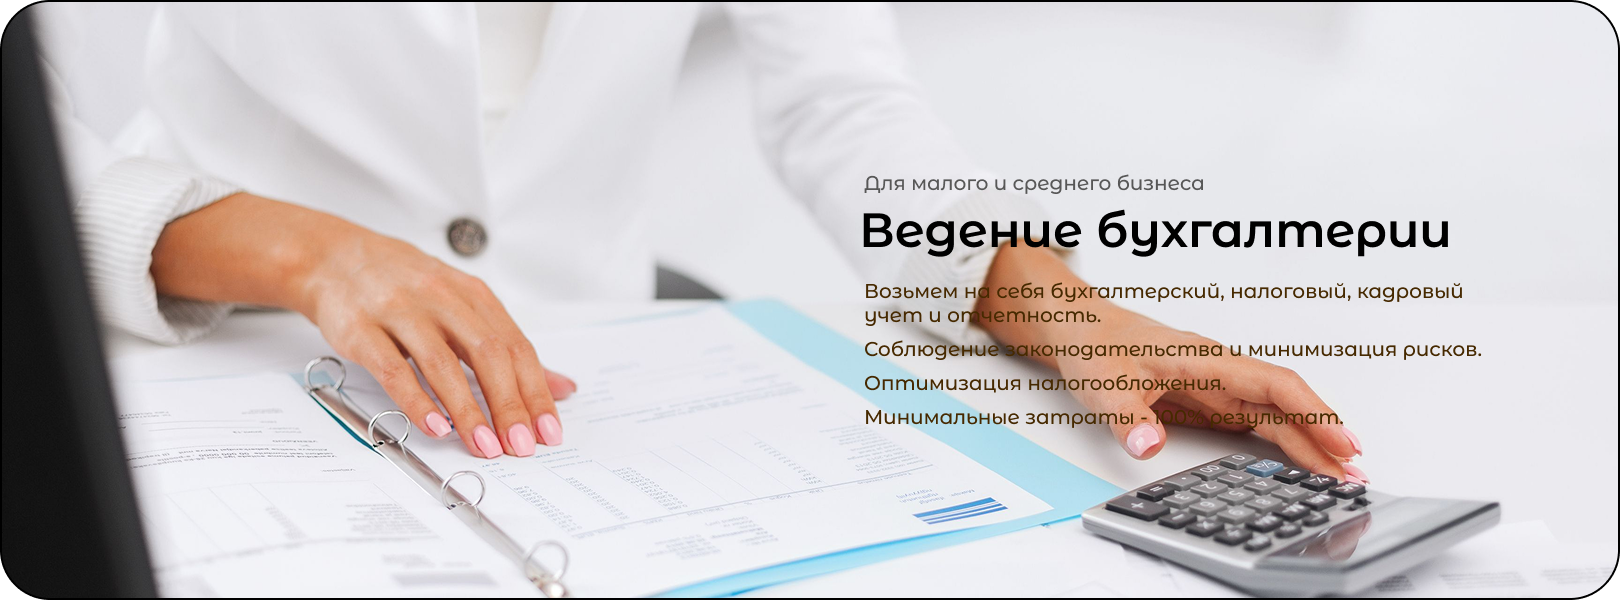 Для малого и среднего бизнеса
Ведение бухгалтерии
Возьмем на себя бухгалтерский, налоговый, кадровый
учет и отчетность.
Соблюдение законодательства и минимизация рисков.
Оптимизация налогообложения.
Минимальные затраты - 100% результат.